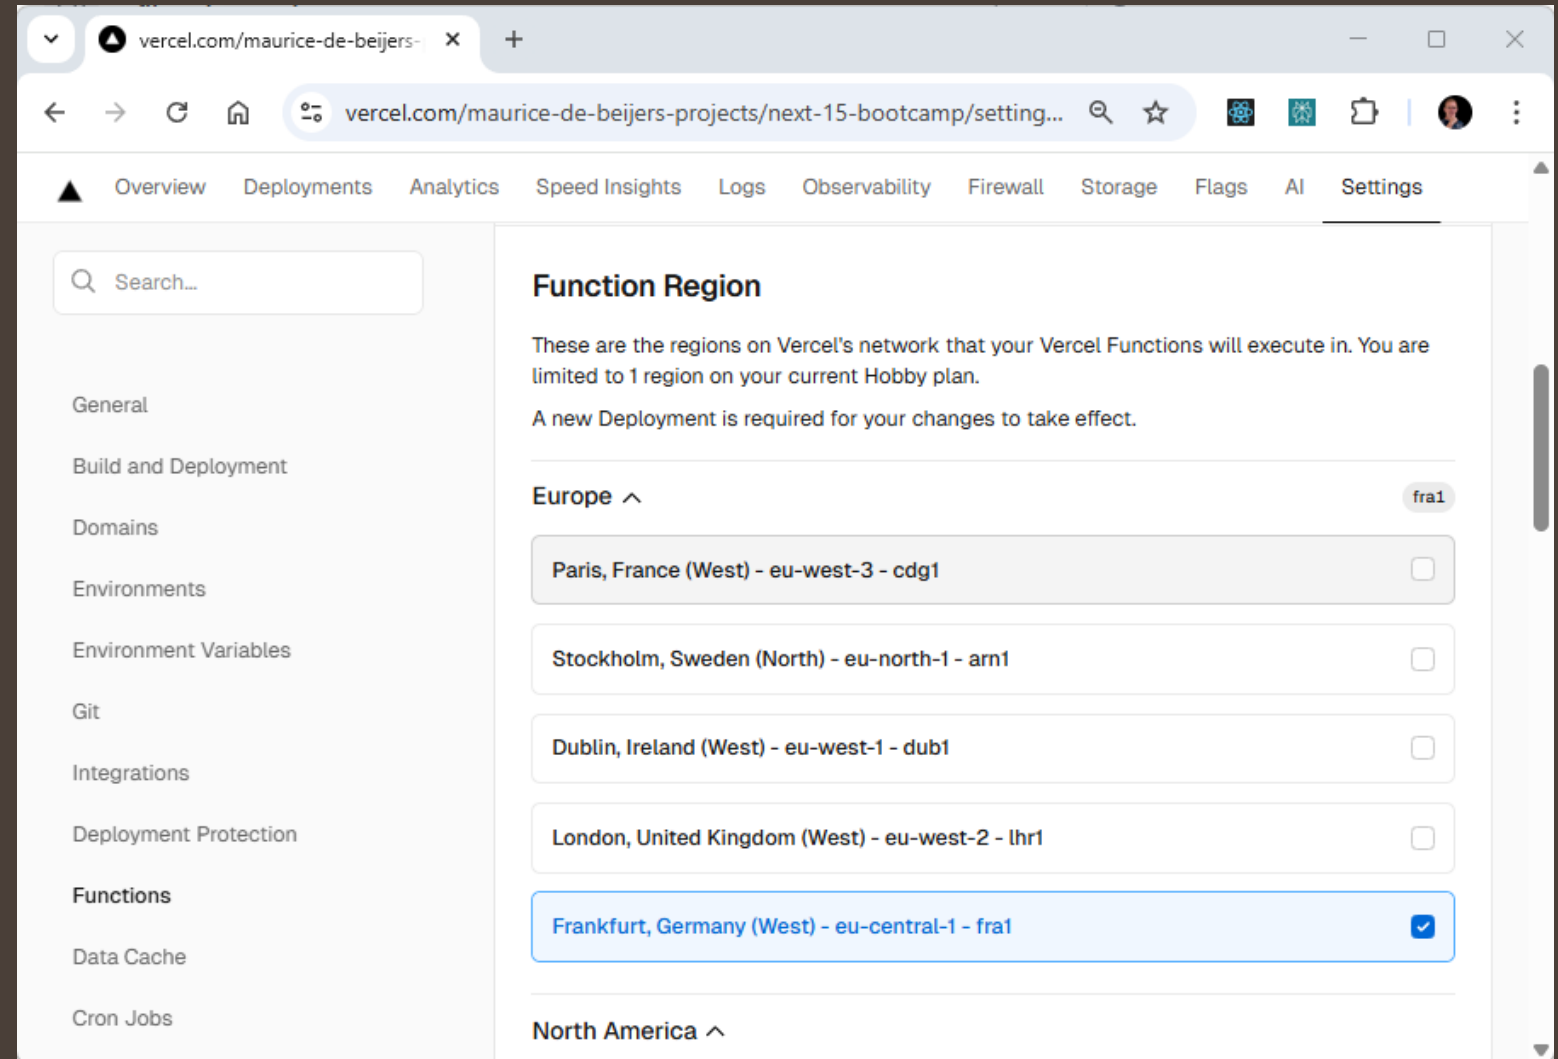 vercel.com/maurice-de-beijers-
vercel.com/maurice-de-beijers-projects/next-15-bootcamp/setting...
Overview Deployments Analytics Speed Insights Logs Observability Firewall Storage Flags AI Settings
Search...
General
Build and Deployment
Domains
Environments
Environment Variables
Git
Integrations
Deployment Protection
Functions
Data Cache
Cron Jobs
Function Region
These are the regions on Vercel's network that your Vercel Functions will execute in. You are
limited to 1 region on your current Hobby plan.
A new Deployment is required for your changes to take effect.
Europe fra1
Paris, France (West) - eu-west-3 - cdg1
Stockholm, Sweden (North) - eu-north-1 - arn1
Dublin, Ireland (West) - eu-west-1 - dub1
London, United Kingdom (West) - eu-west-2 - lhr1
Frankfurt, Germany (West) - eu-central-1 - fra1
North America